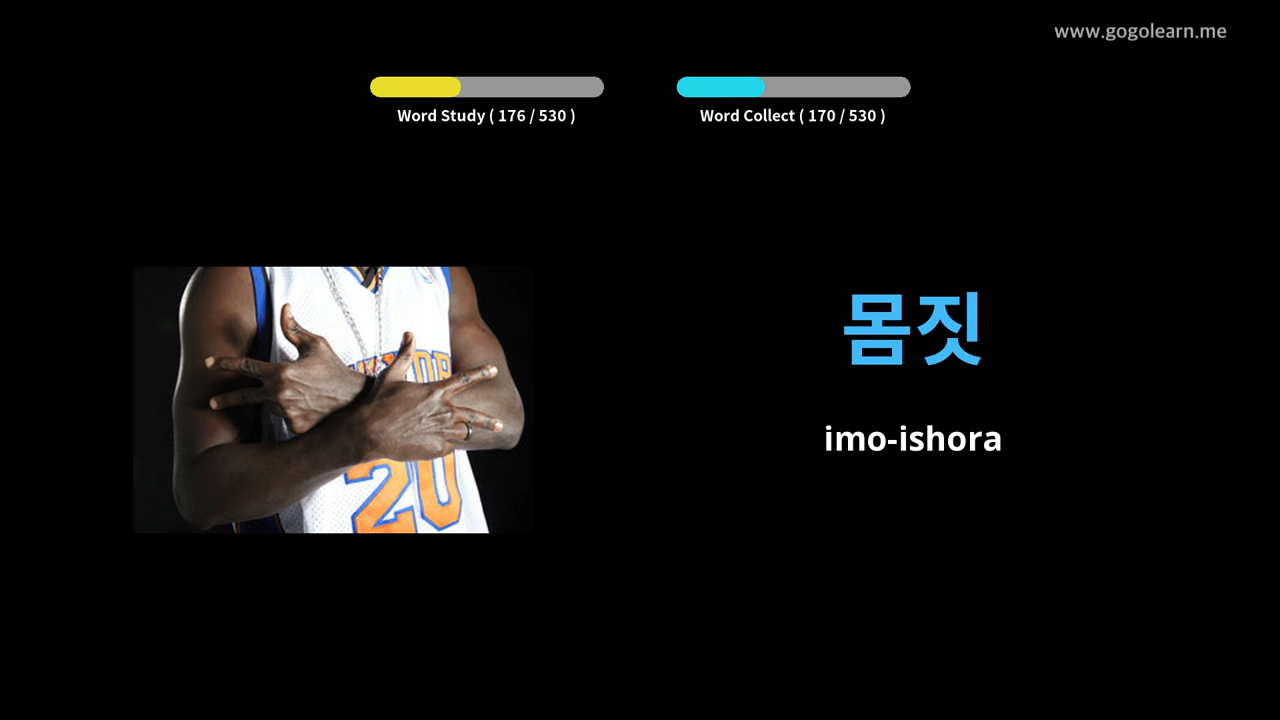 www.gogolearn.me
Word Study ( 176 / 530 )
Word Collect ( 170 / 530 )
몸짓
imo-ishora
20